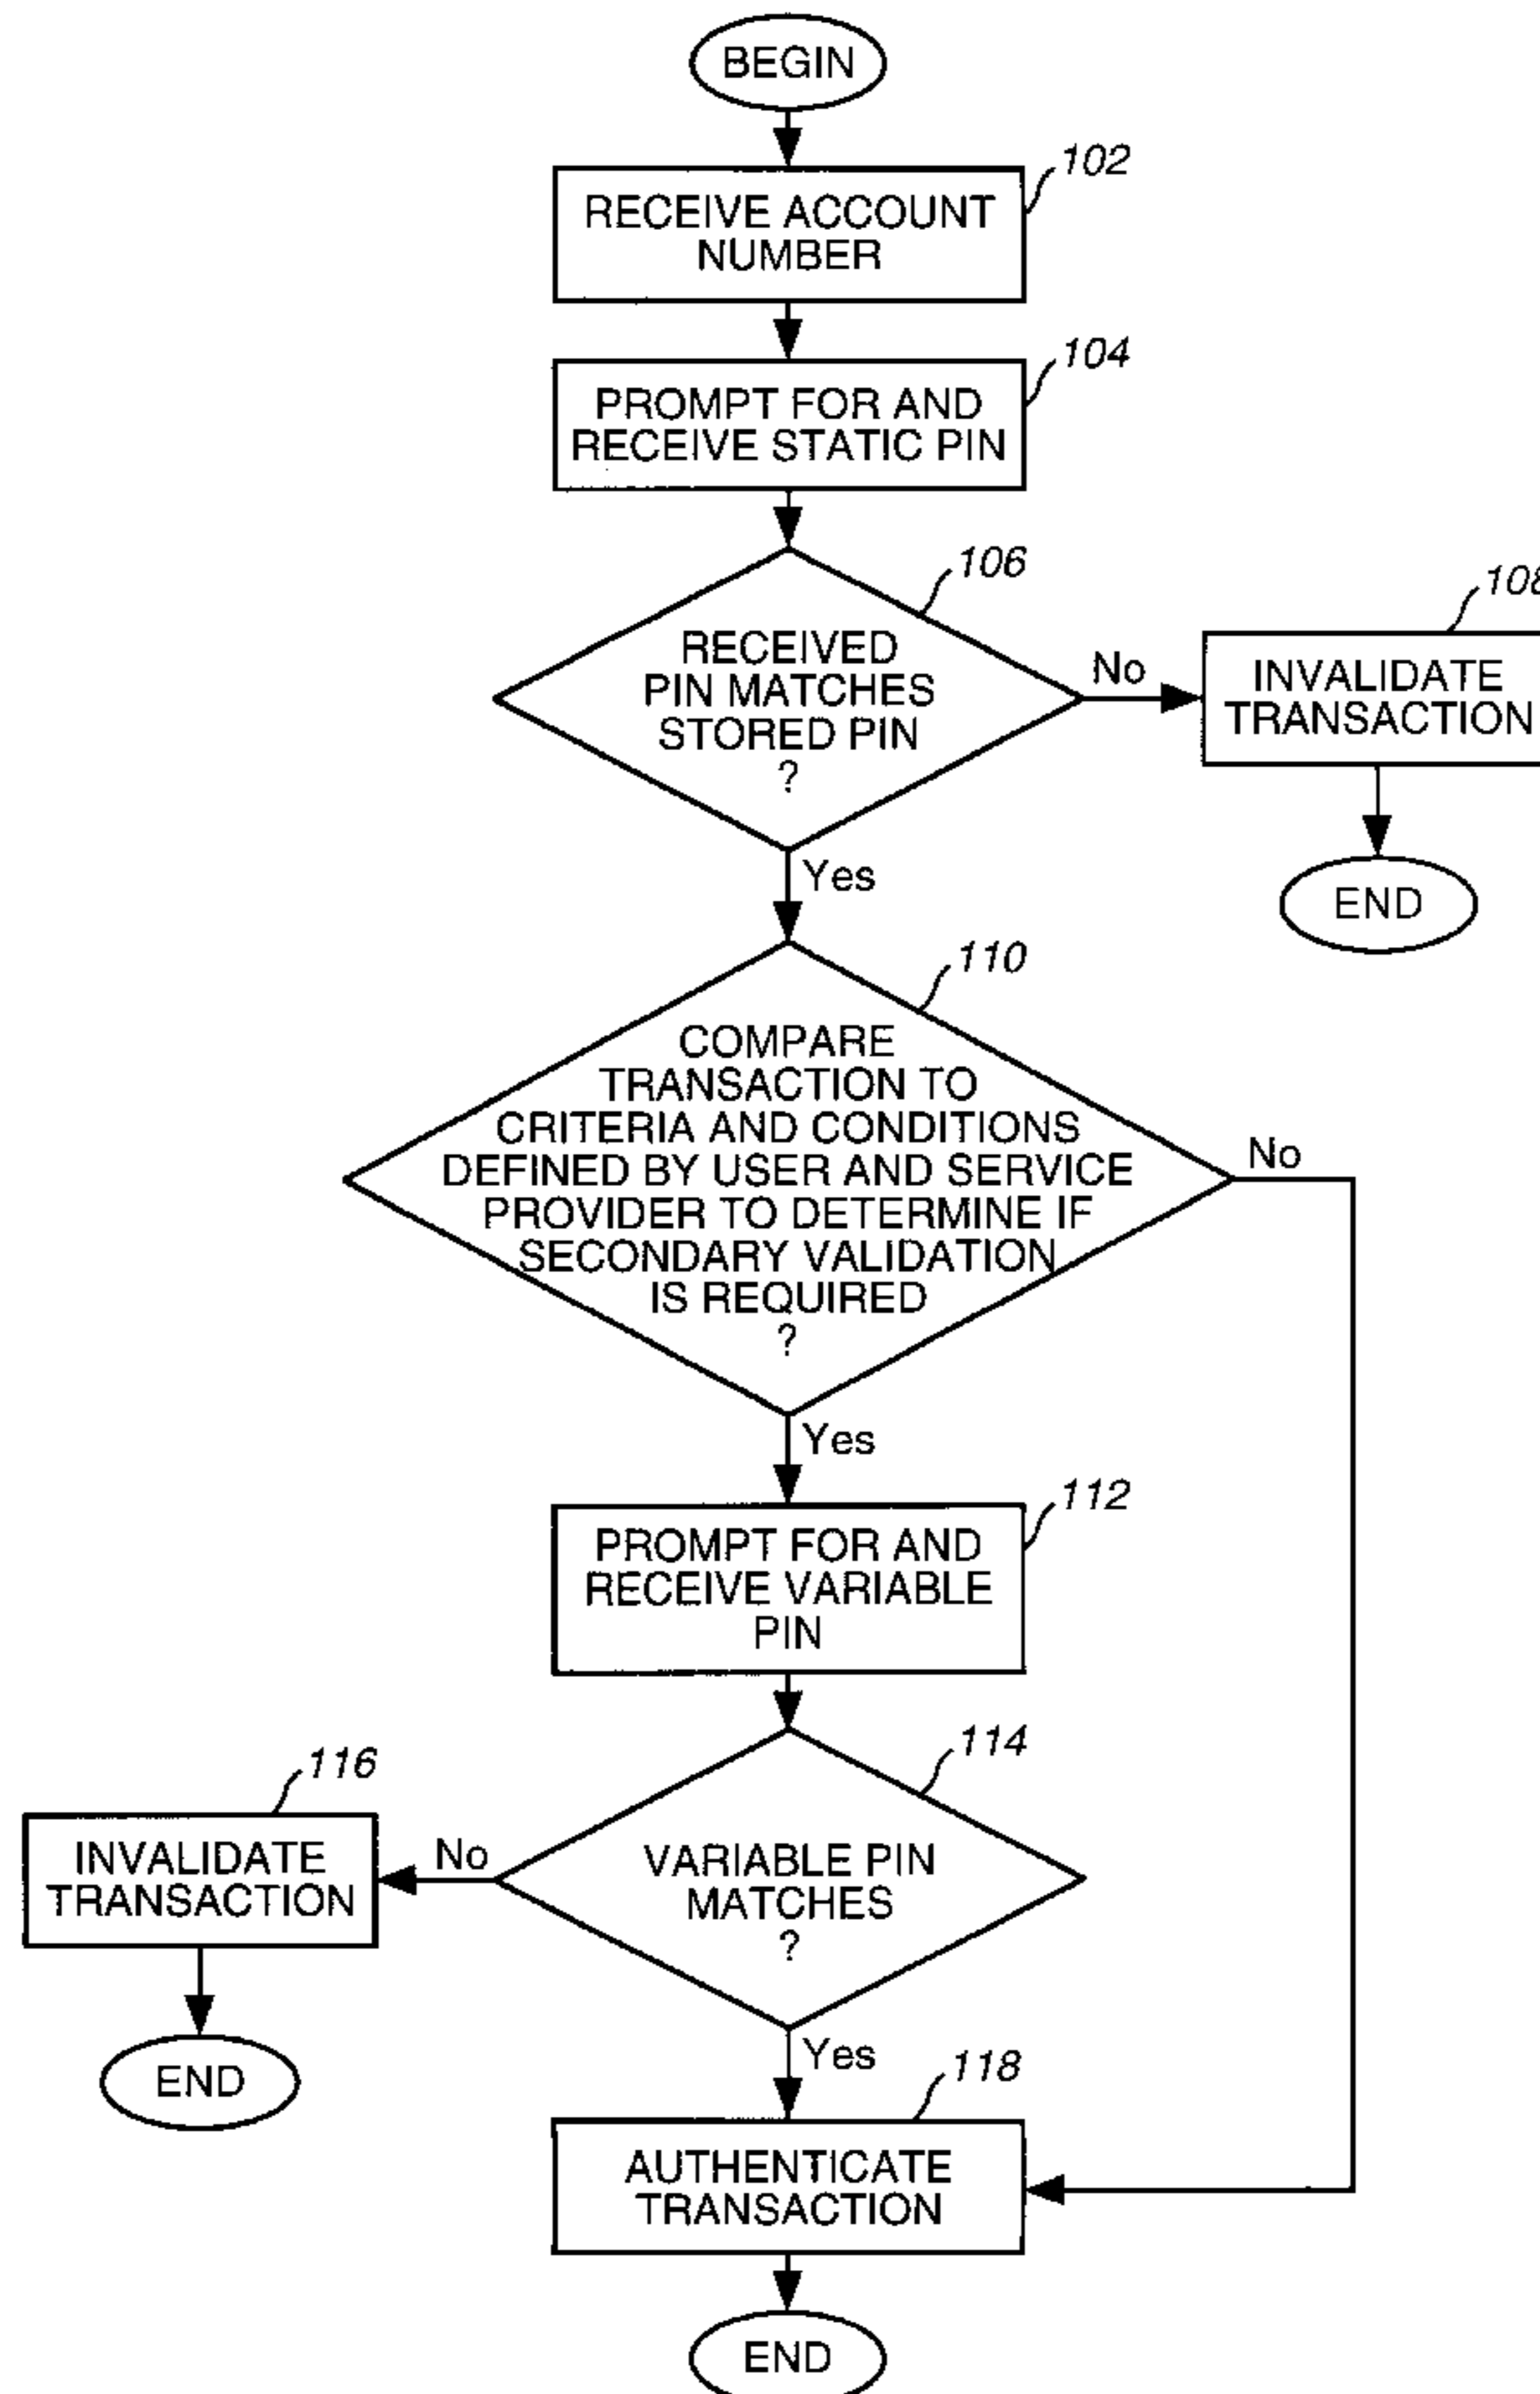 BEGIN
102
RECEIVE ACCOUNT
NUMBER
104
PROMPT FOR AND
RECEIVE STATIC PIN
106
RECEIVED
PIN MATCHES
STORED PIN
?
No
108
INVALIDATE
TRANSACTION
END
Yes
110
COMPARE
TRANSACTION TO
CRITERIA AND CONDITIONS
DEFINED BY USER AND SERVICE
PROVIDER TO DETERMINE IF
SECONDARY VALIDATION
IS REQUIRED
?
No
Yes
112
PROMPT FOR AND
RECEIVE VARIABLE
PIN
114
VARIABLE PIN
MATCHES
?
No
116
INVALIDATE
TRANSACTION
END
Yes
118
AUTHENTICATE
TRANSACTION
END